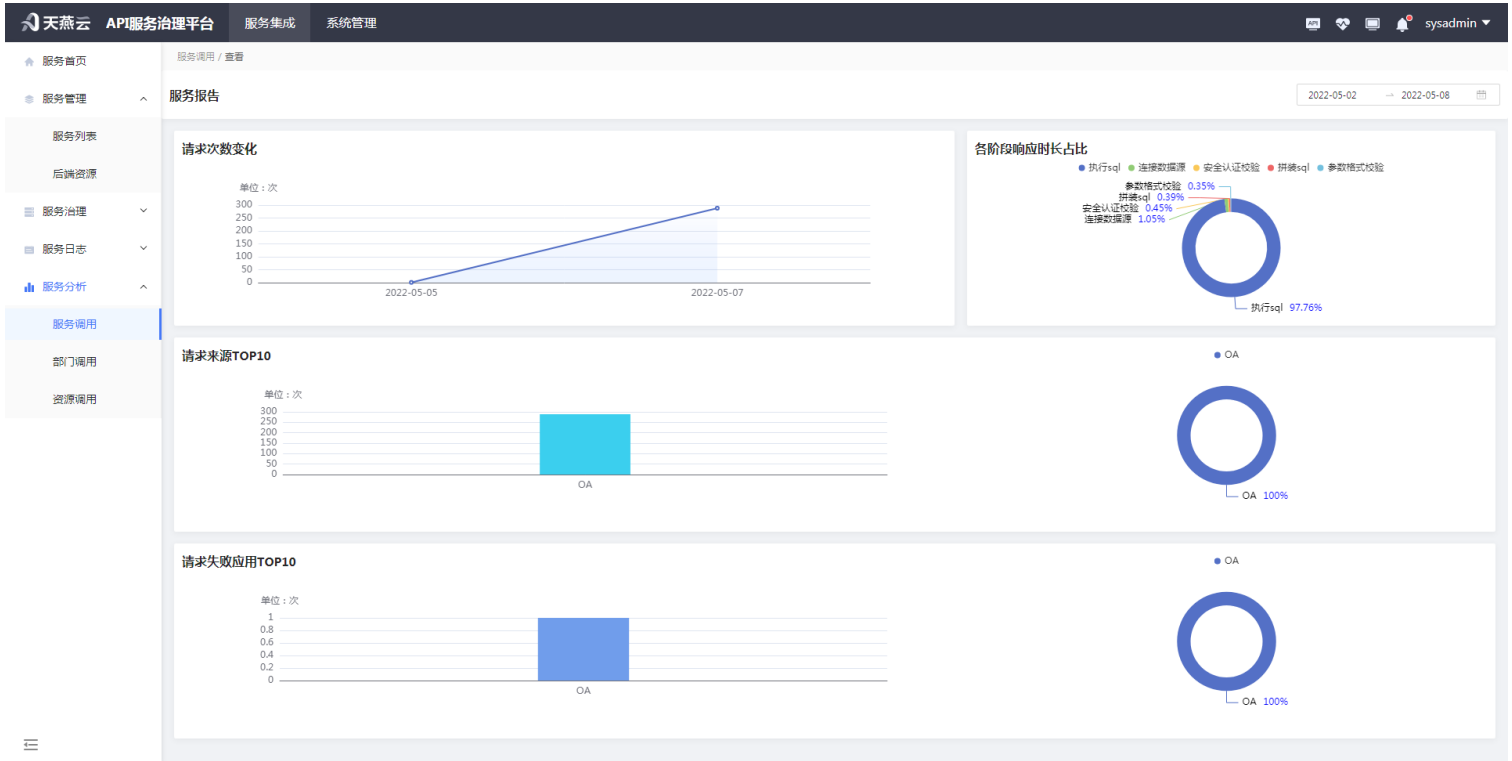 天燕云 API服务治理平台 服务集成 系统管理 API sysadmin
服务首页
服务管理
服务列表
后端资源
服务治理
服务日志
服务分析
服务调用
部门调用
资源调用
服务调用 / 查看
服务报告
2022-05-02 → 2022-05-08
请求次数变化
单位：次
300
250
200
150
100
50
0
2022-05-05 2022-05-07
各阶段响应时长占比
执行sql 连接数据源 安全认证校验 拼装sql 参数格式校验
参数格式校验 0.35%
拼装sql 0.39%
安全认证校验 0.45%
连接数据源 1.05%
执行sql 97.76%
请求来源TOP10
单位：次
300
250
200
150
100
50
0
OA
OA
OA 100%
请求失败应用TOP10
单位：次
1
0.8
0.6
0.4
0.2
0
OA
OA
OA 100%